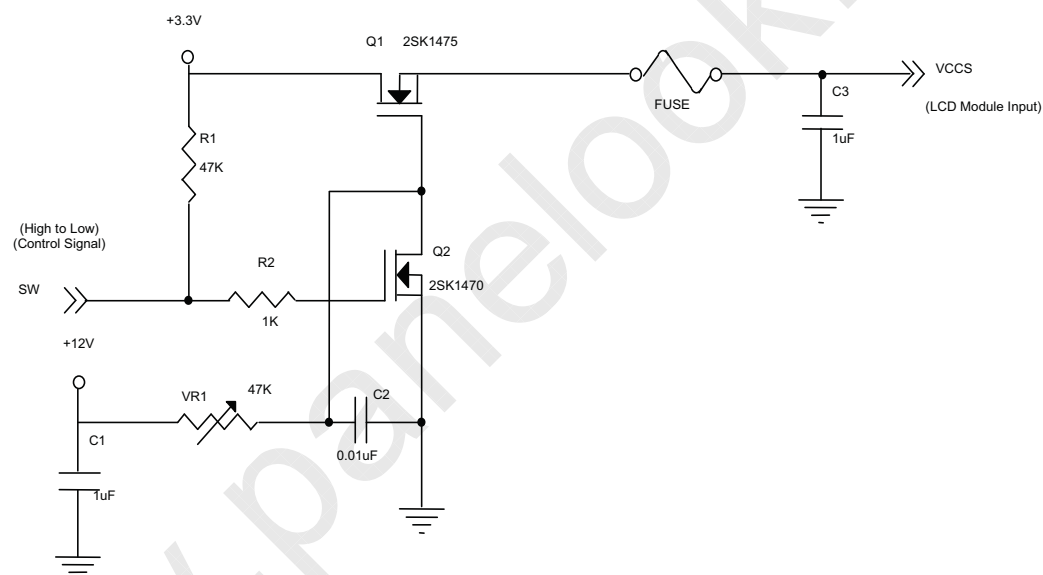 +3.3V
Q1 2SK1475
FUSE
VCCS
C3
(LCD Module Input)
1uF
R1
47K
(High to Low)
(Control Signal)
SW
R2
1K
Q2
2SK1470
+12V
VR1
47K
C2
0.01uF
C1
1uF
.panelook.